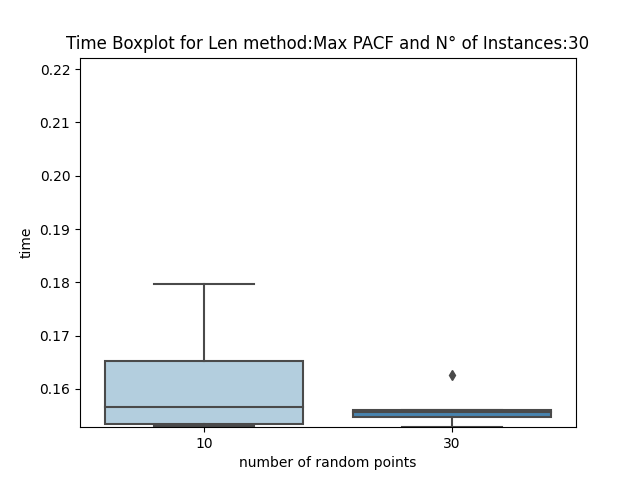 Time Boxplot for Len method:Max PACF and N° of Instances:30
0.22
0.21
0.20
0.19
0.18
0.17
0.16
time
10 30
number of random points